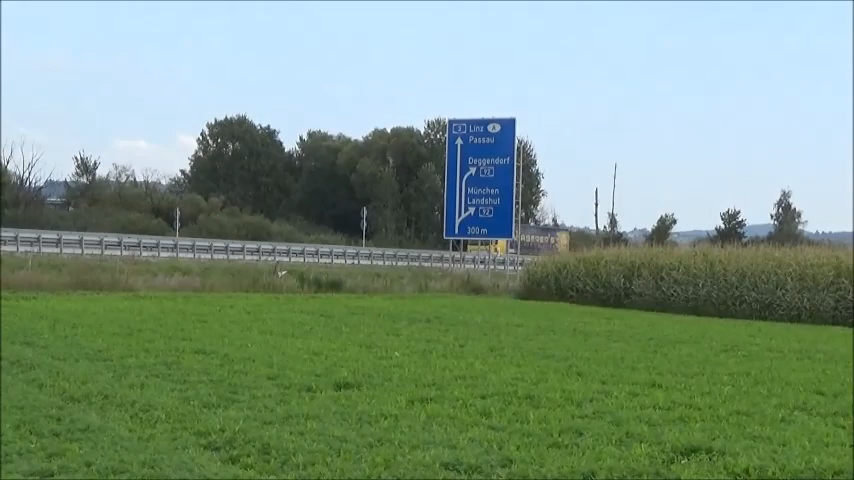 3 Linz A
Passau
Deggendorf
92
München
Landshut
92
300 m